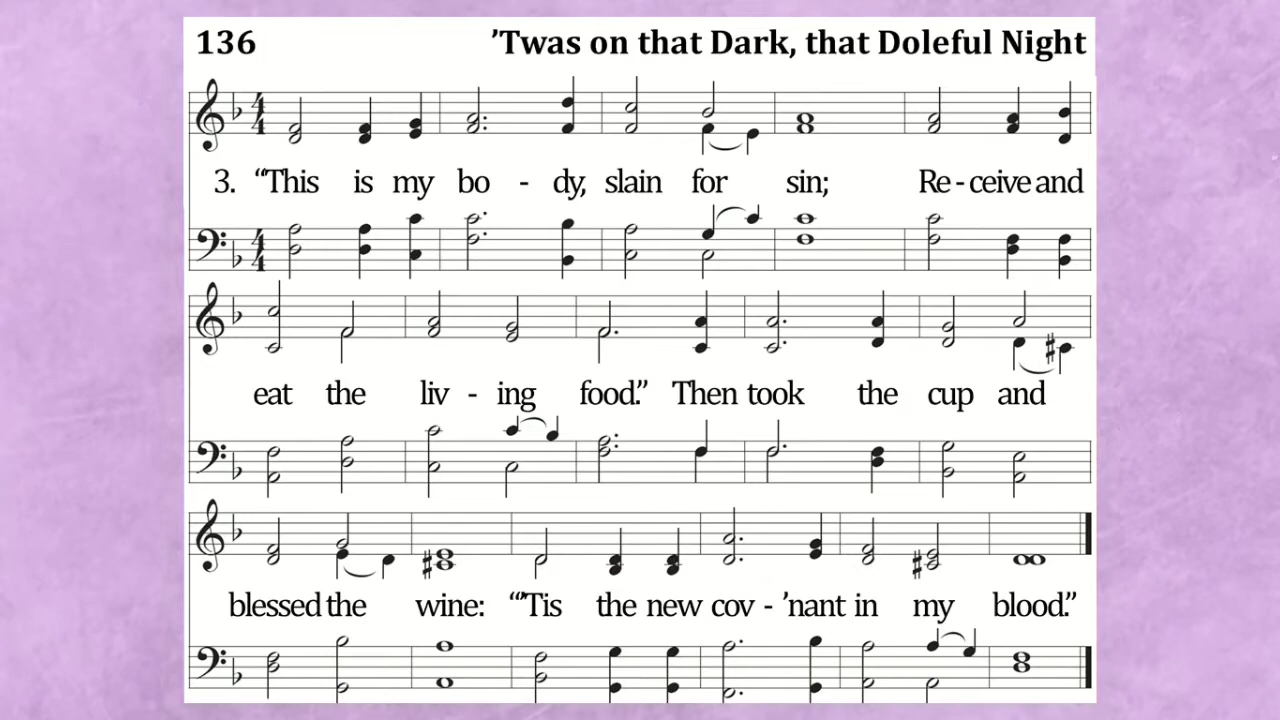 136 ’Twas on that Dark, that Doleful Night
3. “This is my bo - dy, slain for sin; Re - ceive and
eat the liv - ing food.” Then took the cup and
blessed the wine: “’Tis the new cov - ’nant in my blood.”